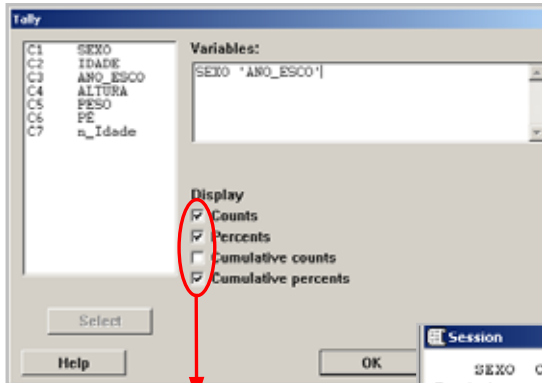 Tally
C1 SEXO
C2 IDADE
C3 ANO_ESCO
C4 ALTURA
C5 PESO
C6 PÉ
C7 n_Idade
Variables:
SEXO 'ANO_ESCO'
Display
Counts
Percents
Cumulative counts
Cumulative percents
Select
Help
OK
Session
SEXO C